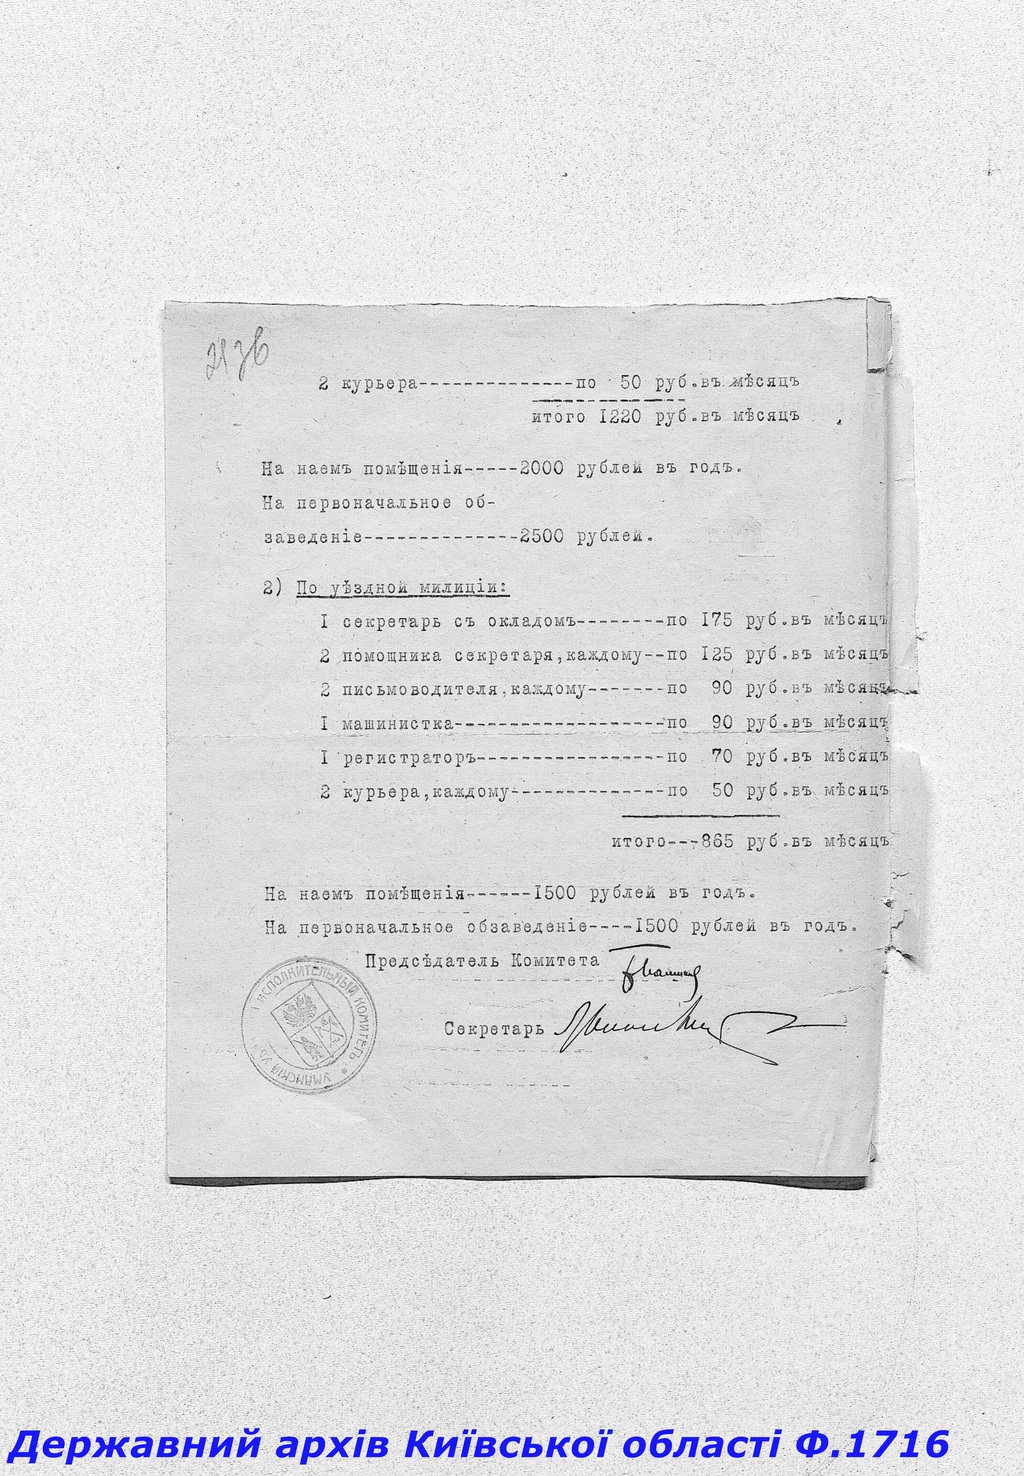 2 курьера--------------по 50 руб.въ мѣсяцъ
итого 1220 руб.въ мѣсяцъ
На наемъ помѣщенія-----2000 рублей въ годъ.
На первоначальное об-
заведеніе--------------2500 рублей.
2) По уѣздной милиціи:
I секретарь съ окладомъ--------по 175 руб.въ мѣсяцъ
2 помощника секретаря,каждому--по 125 руб.въ мѣсяцъ
2 письмоводителя,каждому-------по 90 руб.въ мѣсяцъ
I машинистка-------------------по 90 руб.въ мѣсяцъ
I регистраторъ-----------------по 70 руб.въ мѣсяцъ
2 курьера,каждому--------------по 50 руб.въ мѣсяцъ
итого---865 руб.въ мѣсяцъ
На наемъ помѣщенія------1500 рублей въ годъ.
На первоначальное обзаведеніе----1500 рублей въ годъ.
Предсѣдатель Комитета
Секретарь
ИСПОЛНИТЕЛЬНЫЙ КОМИТЕТЪ * УМАНСКІЙ
Державний архів Київської області Ф.1716